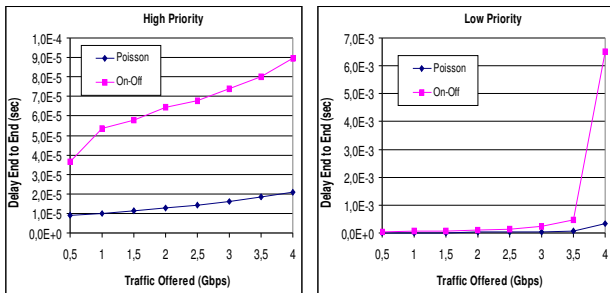 High Priority
Delay End to End (sec)
1,0E-4
9,0E-5
8,0E-5
7,0E-5
6,0E-5
5,0E-5
4,0E-5
3,0E-5
2,0E-5
1,0E-5
0,0E+0
Poisson
On-Off
0,5 1 1,5 2 2,5 3 3,5 4
Traffic Offered (Gbps)
Low Priority
Delay End to End (sec)
7,0E-3
6,0E-3
5,0E-3
4,0E-3
3,0E-3
2,0E-3
1,0E-3
0,0E+0
Poisson
On-Off
0,5 1 1,5 2 2,5 3 3,5 4
Traffic Offered (Gbps)